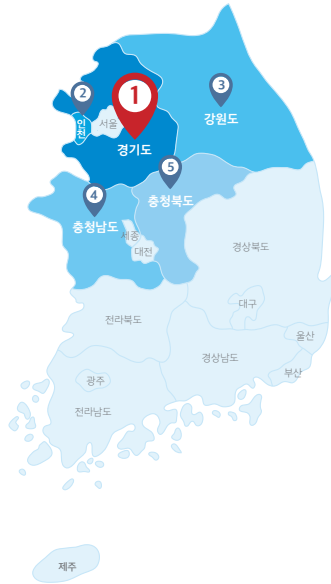 1
2
3
인천
서울
강원도
경기도
5
4
충청북도
충청남도
세종
대전
경상북도
대구
전라북도
울산
경상남도
부산
광주
전라남도
제주